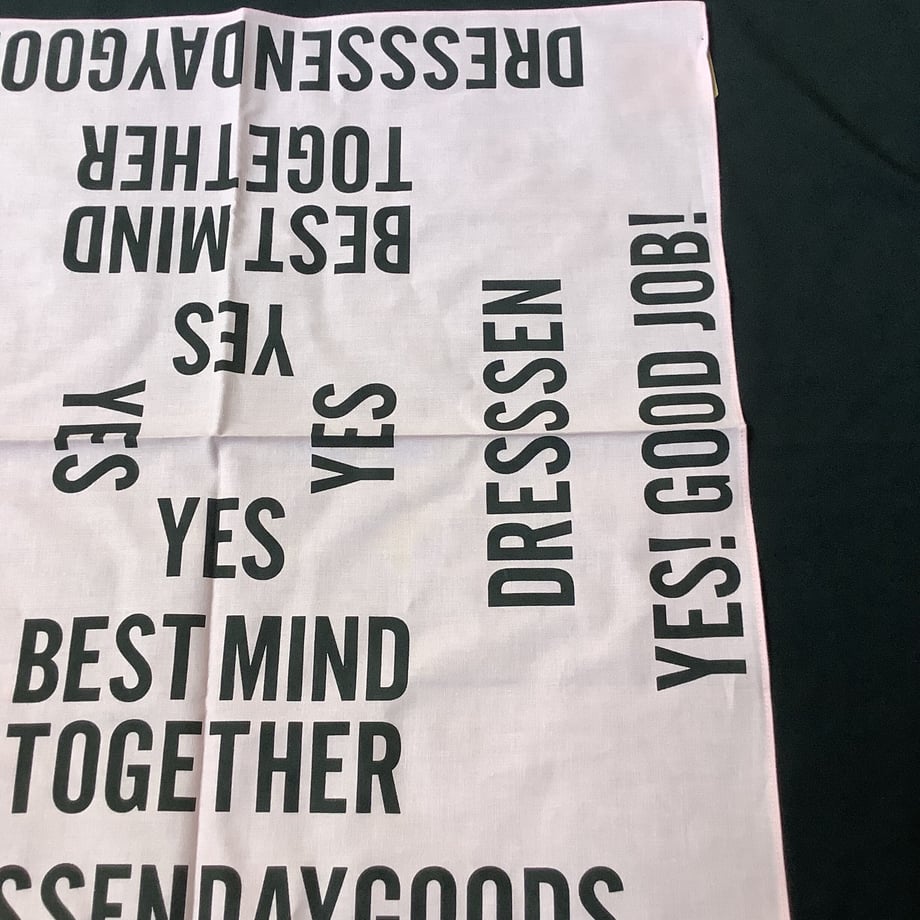 DRESSSENDAYGOO
TOGETHER
BEST MIND
YES
YES
YES
YES
BEST MIND
TOGETHER
SSENDAYGOODS
DRESSSEN
YES! GOOD JOB!